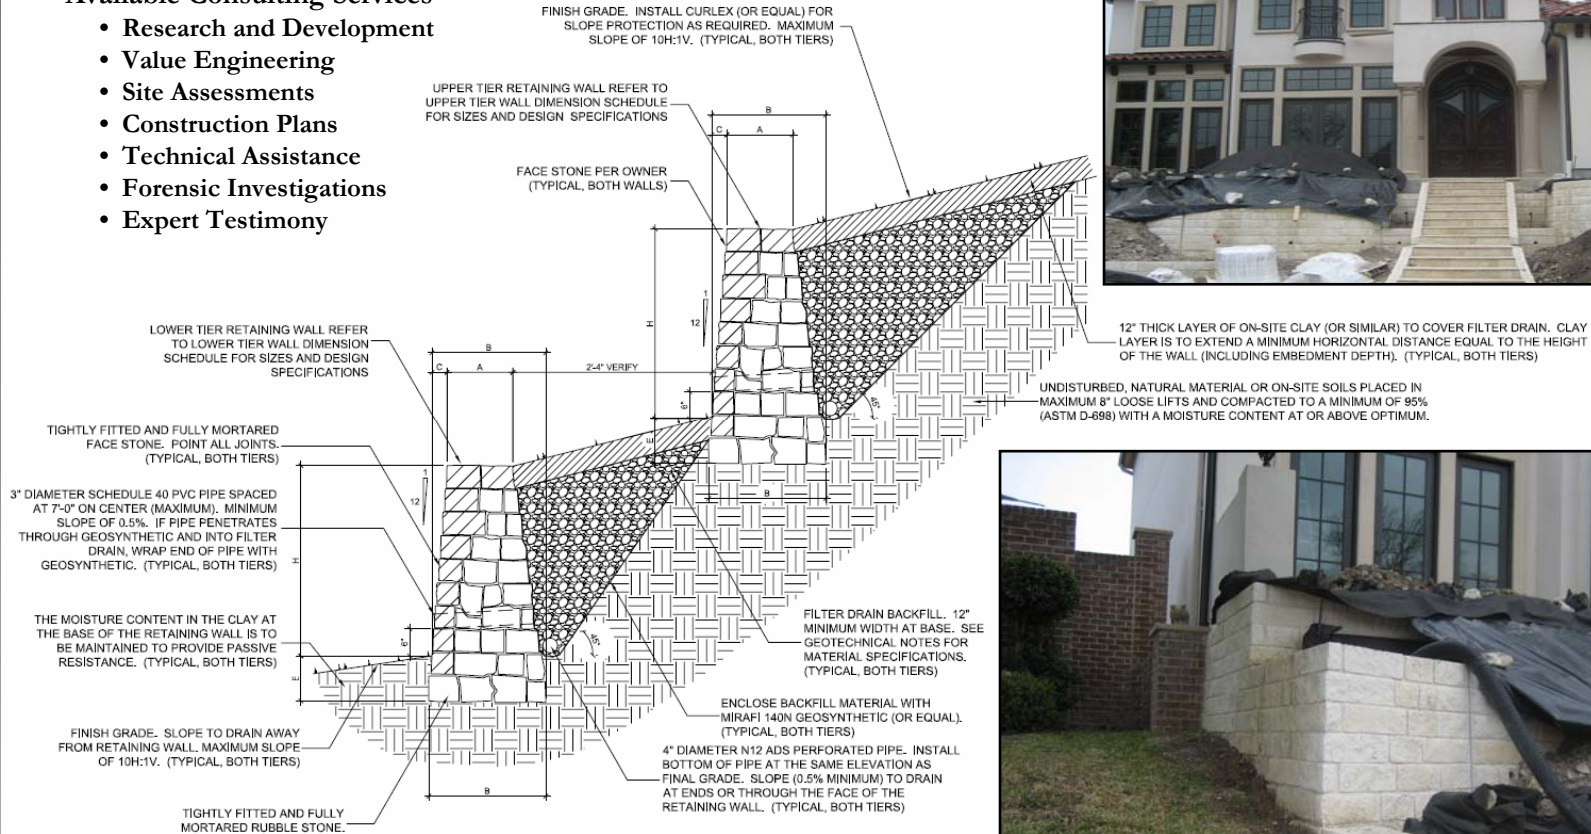 Available Consulting Services
• Research and Development
• Value Engineering
• Site Assessments
• Construction Plans
• Technical Assistance
• Forensic Investigations
• Expert Testimony
FINISH GRADE. INSTALL CURLEX (OR EQUAL) FOR
SLOPE PROTECTION AS REQUIRED. MAXIMUM
SLOPE OF 10H:1V. (TYPICAL, BOTH TIERS)
UPPER TIER RETAINING WALL REFER TO
UPPER TIER WALL DIMENSION SCHEDULE
FOR SIZES AND DESIGN SPECIFICATIONS
FACE STONE PER OWNER
(TYPICAL, BOTH WALLS)
B
C
A
H
1
12
2'-4" VERIFY
6"
E
45°
B
12" THICK LAYER OF ON-SITE CLAY (OR SIMILAR) TO COVER FILTER DRAIN. CLAY
LAYER IS TO EXTEND A MINIMUM HORIZONTAL DISTANCE EQUAL TO THE HEIGHT
OF THE WALL (INCLUDING EMBEDMENT DEPTH). (TYPICAL, BOTH TIERS)
UNDISTURBED, NATURAL MATERIAL OR ON-SITE SOILS PLACED IN
MAXIMUM 8" LOOSE LIFTS AND COMPACTED TO A MINIMUM OF 95%
(ASTM D-698) WITH A MOISTURE CONTENT AT OR ABOVE OPTIMUM.
LOWER TIER RETAINING WALL REFER
TO LOWER TIER WALL DIMENSION
SCHEDULE FOR SIZES AND DESIGN
SPECIFICATIONS
B
C
A
TIGHTLY FITTED AND FULLY MORTARED
FACE STONE. POINT ALL JOINTS.
(TYPICAL, BOTH TIERS)
1
12
3" DIAMETER SCHEDULE 40 PVC PIPE SPACED
AT 7'-0" ON CENTER (MAXIMUM). MINIMUM
SLOPE OF 0.5%. IF PIPE PENETRATES
THROUGH GEOSYNTHETIC AND INTO FILTER
DRAIN, WRAP END OF PIPE WITH
GEOSYNTHETIC. (TYPICAL, BOTH TIERS)
H
THE MOISTURE CONTENT IN THE CLAY AT
THE BASE OF THE RETAINING WALL IS TO
BE MAINTAINED TO PROVIDE PASSIVE
RESISTANCE. (TYPICAL, BOTH TIERS)
6"
E
45°
FILTER DRAIN BACKFILL. 12"
MINIMUM WIDTH AT BASE. SEE
GEOTECHNICAL NOTES FOR
MATERIAL SPECIFICATIONS.
(TYPICAL, BOTH TIERS)
ENCLOSE BACKFILL MATERIAL WITH
MIRAFI 140N GEOSYNTHETIC (OR EQUAL).
(TYPICAL, BOTH TIERS)
FINISH GRADE. SLOPE TO DRAIN AWAY
FROM RETAINING WALL. MAXIMUM SLOPE
OF 10H:1V. (TYPICAL, BOTH TIERS)
4" DIAMETER N12 ADS PERFORATED PIPE. INSTALL
BOTTOM OF PIPE AT THE SAME ELEVATION AS
FINAL GRADE. SLOPE (0.5% MINIMUM) TO DRAIN
AT ENDS OR THROUGH THE FACE OF THE
RETAINING WALL. (TYPICAL, BOTH TIERS)
B
TIGHTLY FITTED AND FULLY
MORTARED RUBBLE STONE.